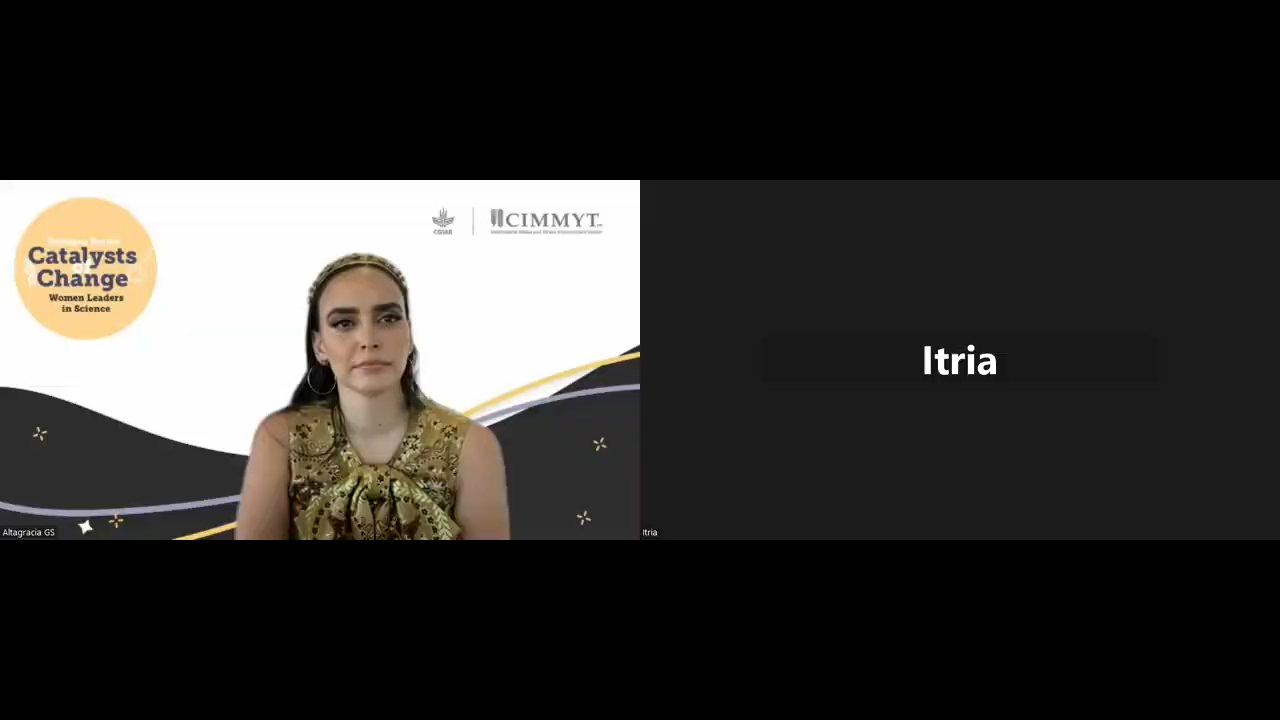 Catalysts
Change
Women Leaders
in Science
CGIAR
CIMMYT
Altagracia GS
Itria
Itria